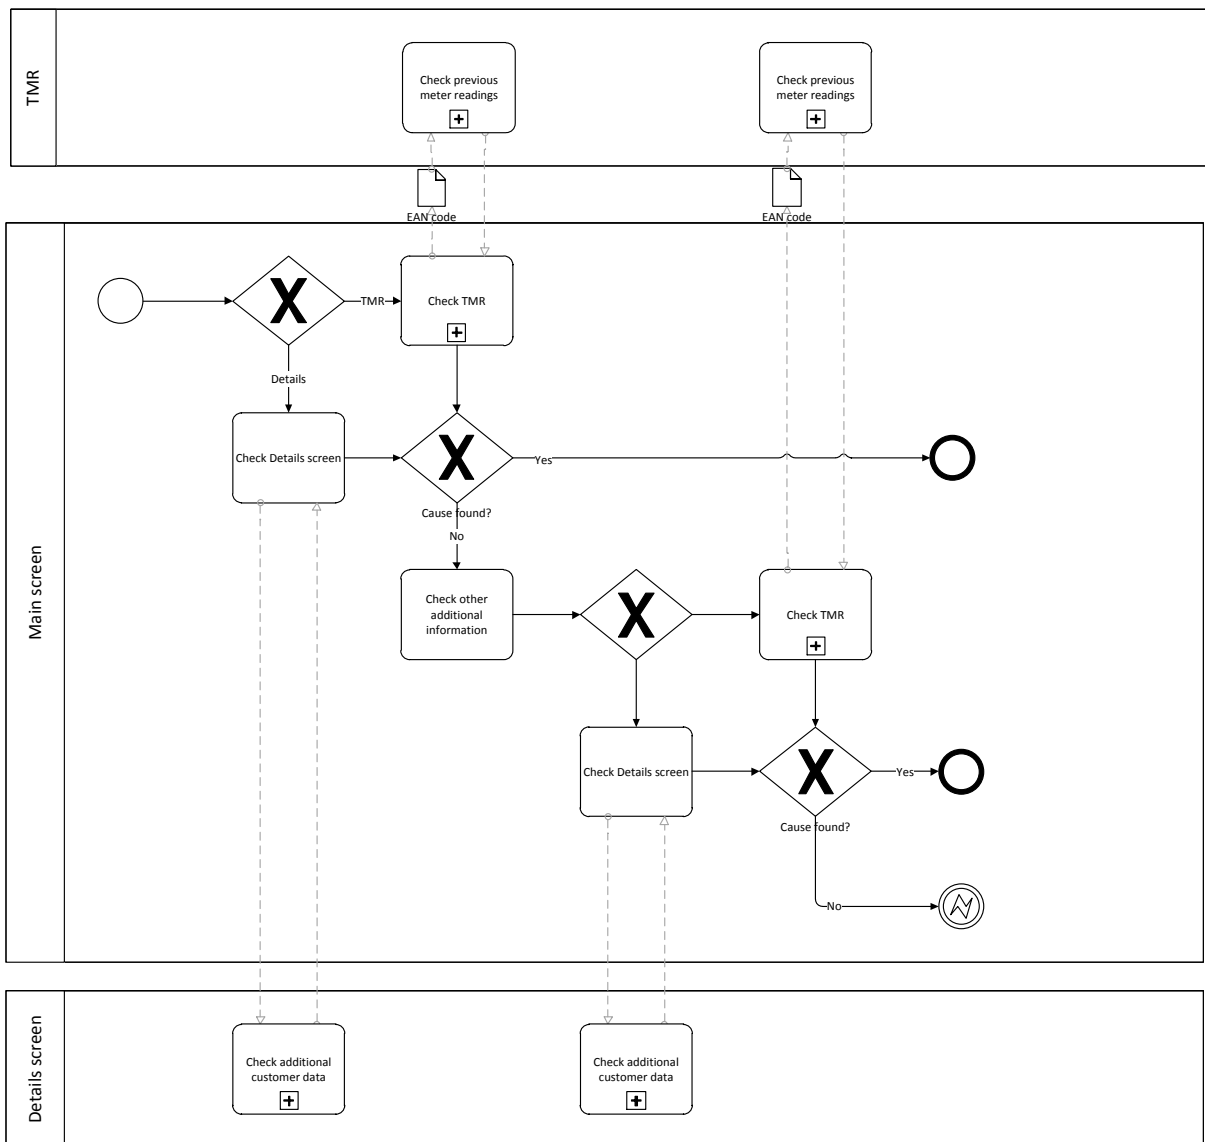 TMR
Check previous
meter readings
Check previous
meter readings
EAN code
EAN code
Main screen
TMR
Check TMR
Details
Check Details screen
Yes
Cause found?
No
Check other
additional
information
Check TMR
Check Details screen
Yes
Cause found?
No
Details screen
Check additional
customer data
Check additional
customer data